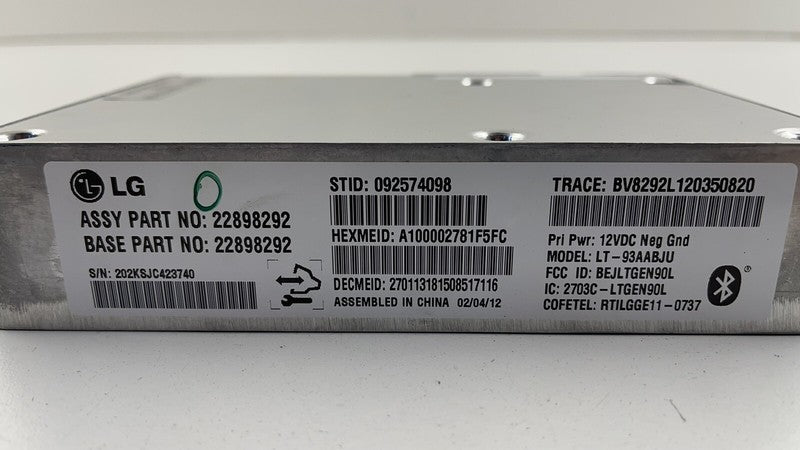 LG
ASSY PART NO: 22898292
BASE PART NO: 22898292
S/N: 202KSJC423740
STID: 092574098
HEXMEID: A100002781F5FC
DECMEID: 270113181508517116
ASSEMBLED IN CHINA 02/04/12
TRACE: BV8292L120350820
Pri Pwr: 12VDC Neg Gnd
MODEL: LT-93AABJU
FCC ID: BEJLTGEN90L
IC: 2703C-LTGEN90L
COFETEL: RTILGGE11-0737